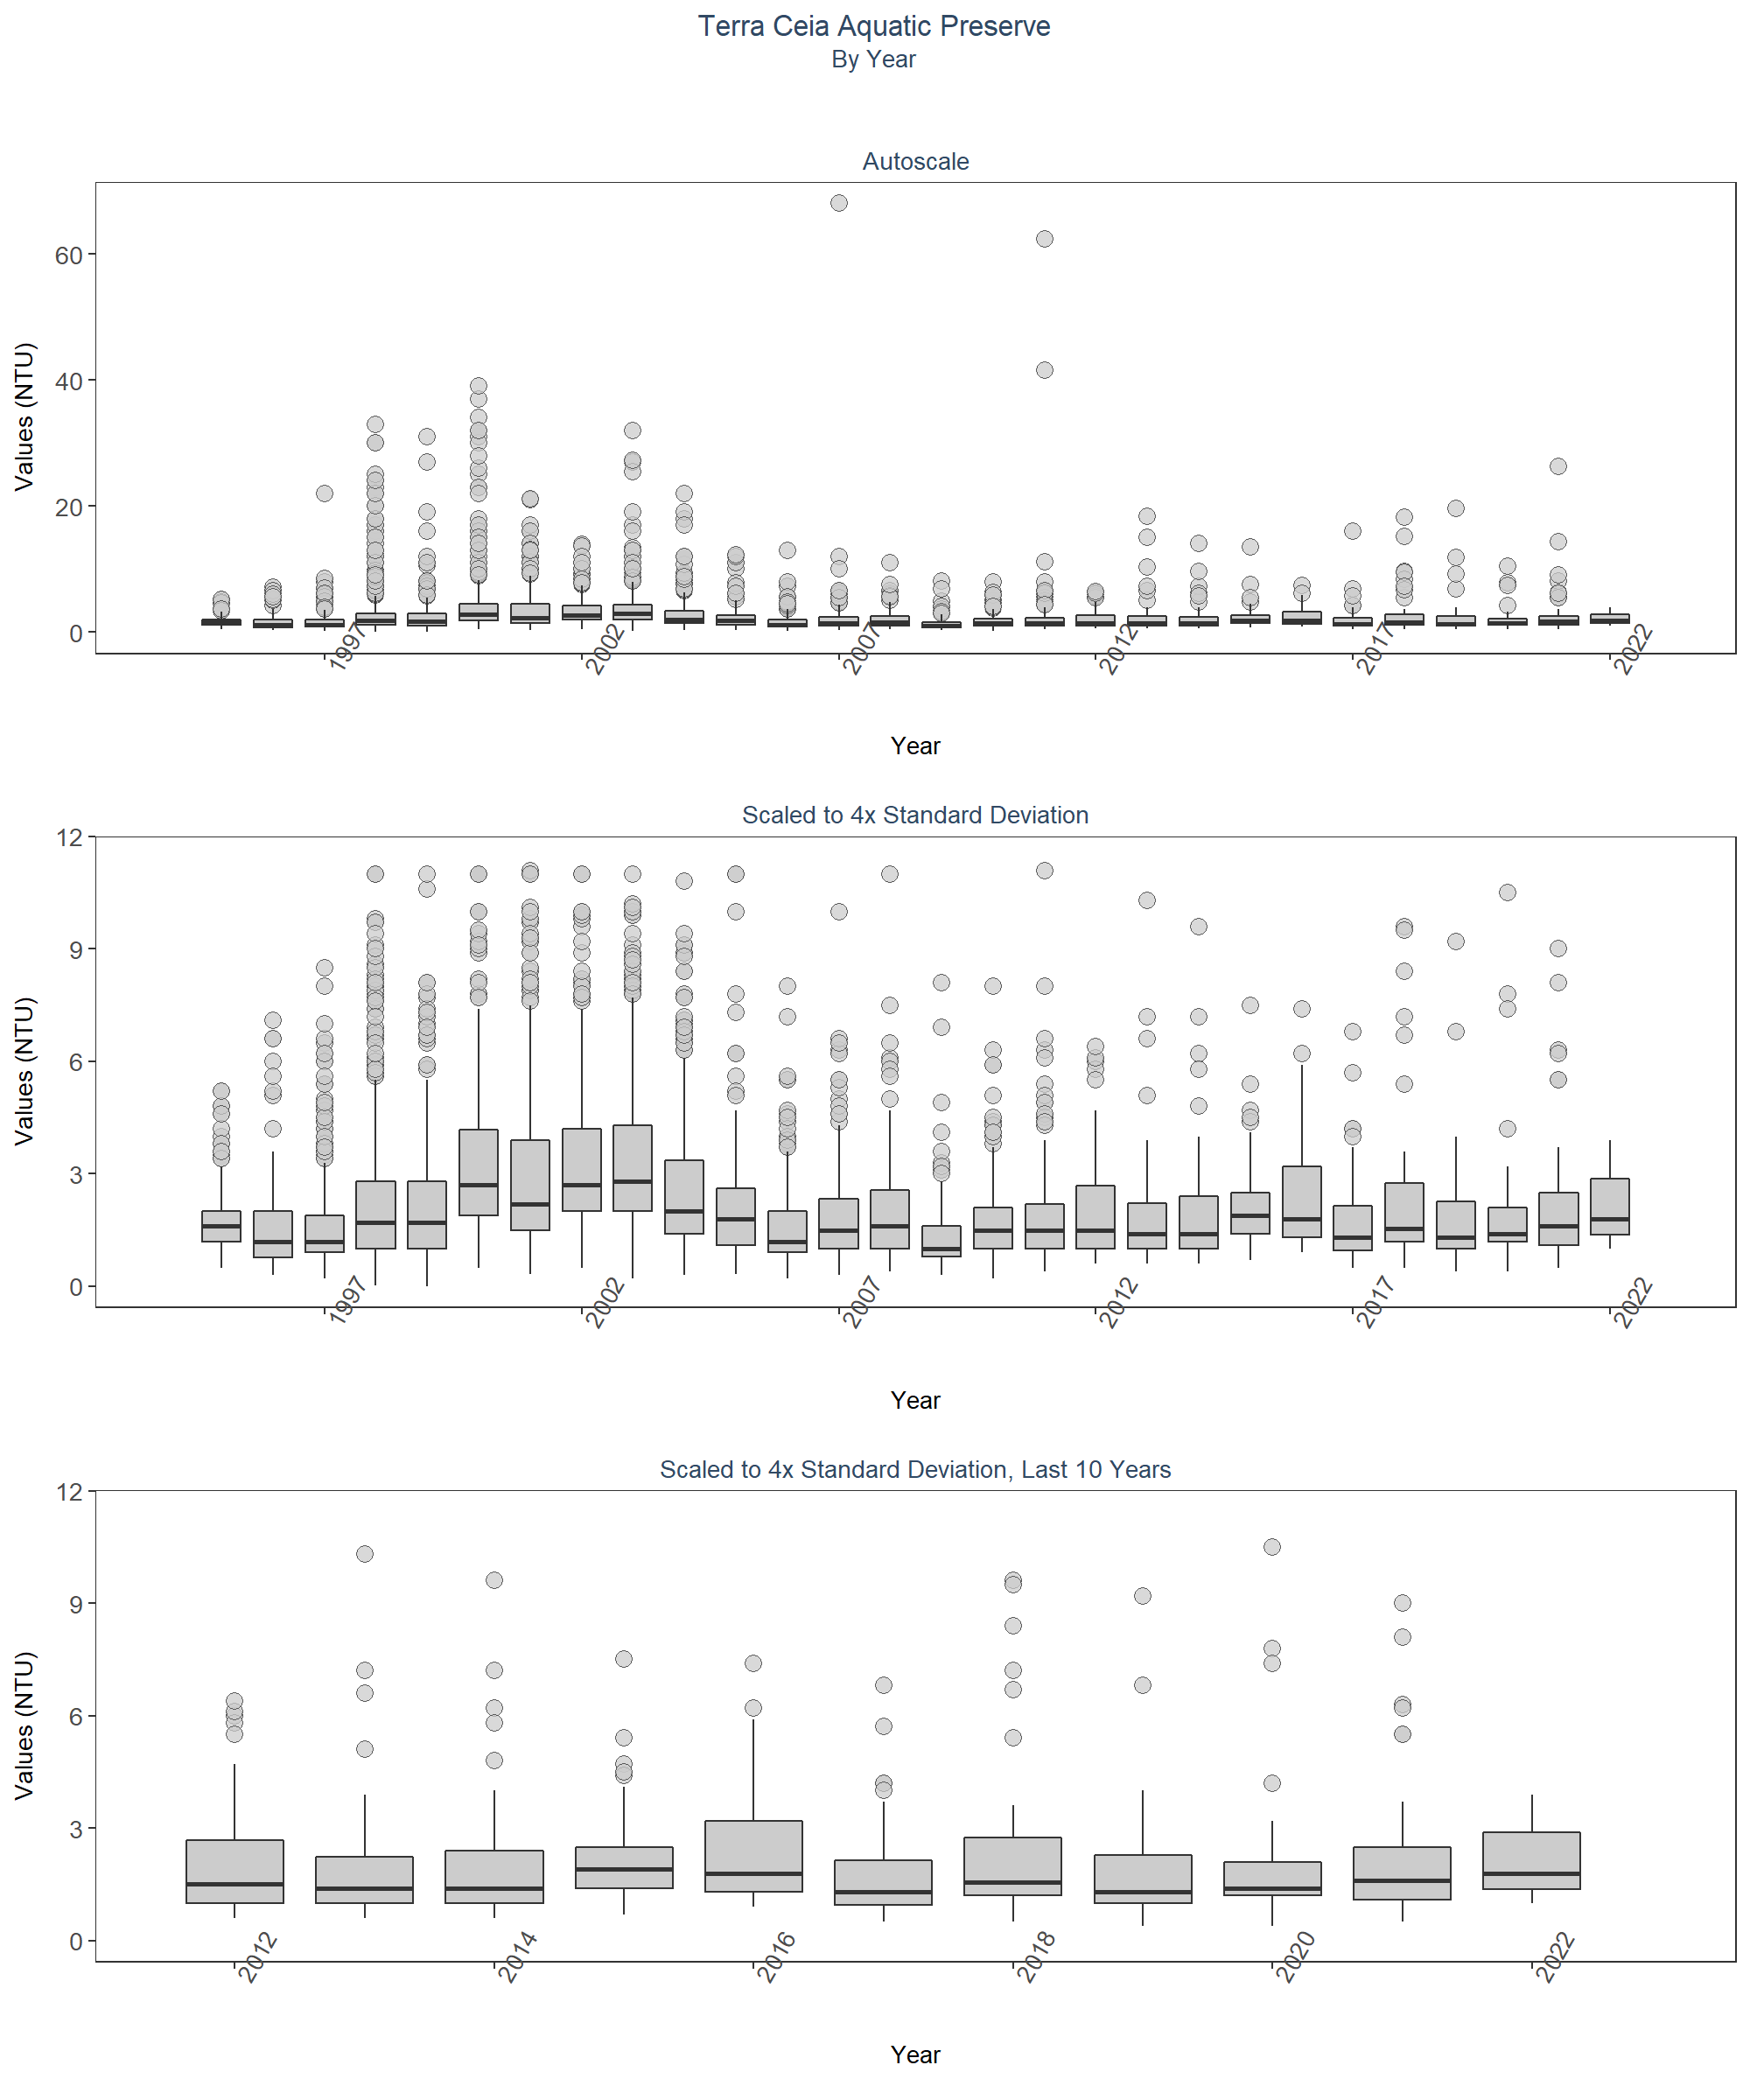 Terra Ceia Aquatic Preserve
By Year
Autoscale
Values (NTU)
60
40
20
0
1997 2002 2007 2012 2017 2022
Year
Scaled to 4x Standard Deviation
Values (NTU)
12
9
6
3
0
1997 2002 2007 2012 2017 2022
Year
Scaled to 4x Standard Deviation, Last 10 Years
Values (NTU)
12
9
6
3
0
2012 2014 2016 2018 2020 2022
Year